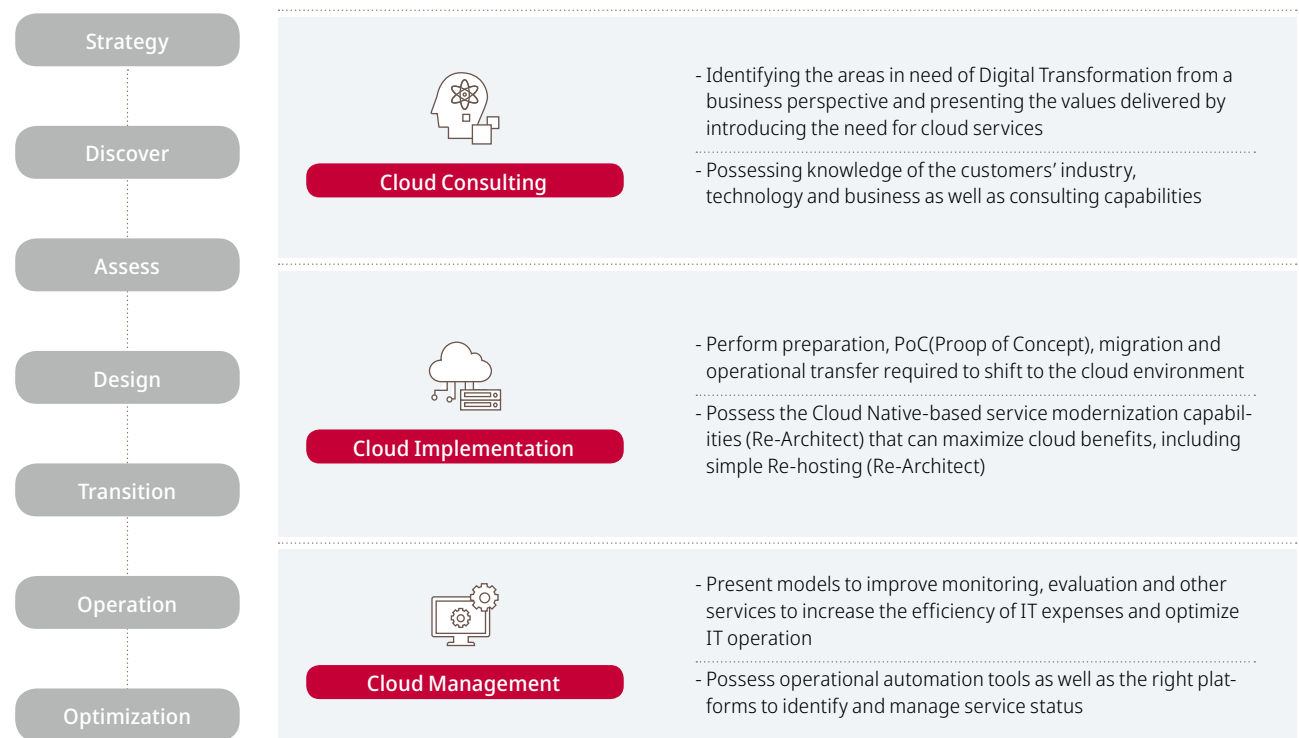 Strategy
Discover
Assess
Design
Transition
Operation
Optimization
Cloud Consulting
- Identifying the areas in need of Digital Transformation from a
business perspective and presenting the values delivered by
introducing the need for cloud services
- Possessing knowledge of the customers’ industry,
technology and business as well as consulting capabilities
Cloud Implementation
- Perform preparation, PoC(Proop of Concept), migration and
operational transfer required to shift to the cloud environment
- Possess the Cloud Native-based service modernization capabil-
ities (Re-Architect) that can maximize cloud benefits, including
simple Re-hosting (Re-Architect)
Cloud Management
- Present models to improve monitoring, evaluation and other
services to increase the efficiency of IT expenses and optimize
IT operation
- Possess operational automation tools as well as the right plat-
forms to identify and manage service status